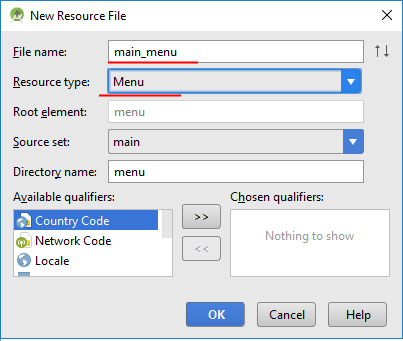 New Resource File
File name: main_menu
Resource type: Menu
Root element: menu
Source set: main
Directory name: menu
Available qualifiers: Chosen qualifiers:
Country Code >> Nothing to show
Network Code <<
Locale
OK Cancel Help